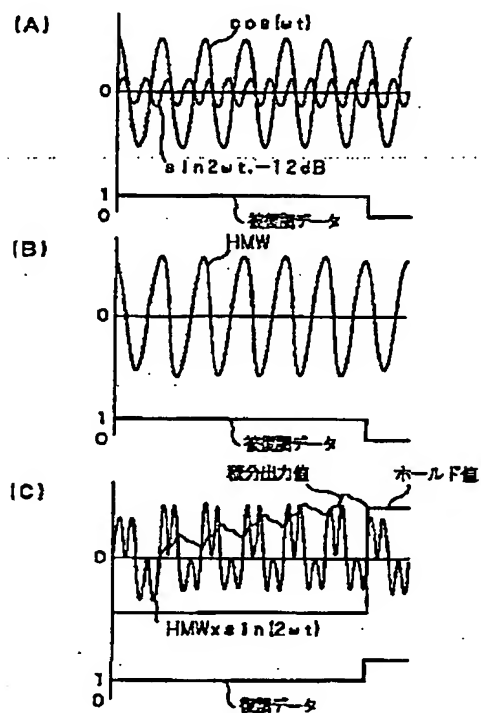 (A)
cos(ωt)
0
sin2ωt,-12dB
1
0
被復調データ
(B)
HMW
0
1
0
被復調データ
(C)
積分出力値
ホールド値
0
HMW×sin(2ωt)
1
0
復調データ